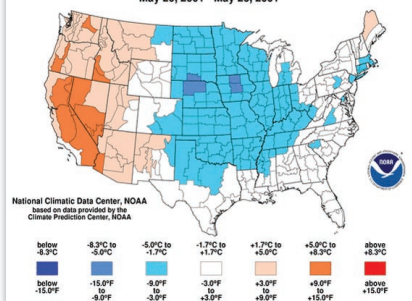 National Climatic Data Center, NOAA
based on data provided by the
Climate Prediction Center, NOAA
NOAA
below
-8.3°C
-8.3°C to
-5.0°C
-5.0°C to
-1.7°C
-1.7°C to
+1.7°C
+1.7°C to
+5.0°C
+5.0°C to
+8.3°C
above
+8.3°C
below
-15.0°F
-15.0°F
to
-9.0°F
-9.0°F to
-3.0°F
-3.0°F to
+3.0°F
+3.0°F to
+9.0°F
+9.0°F
to
+15.0°F
above
+15.0°F